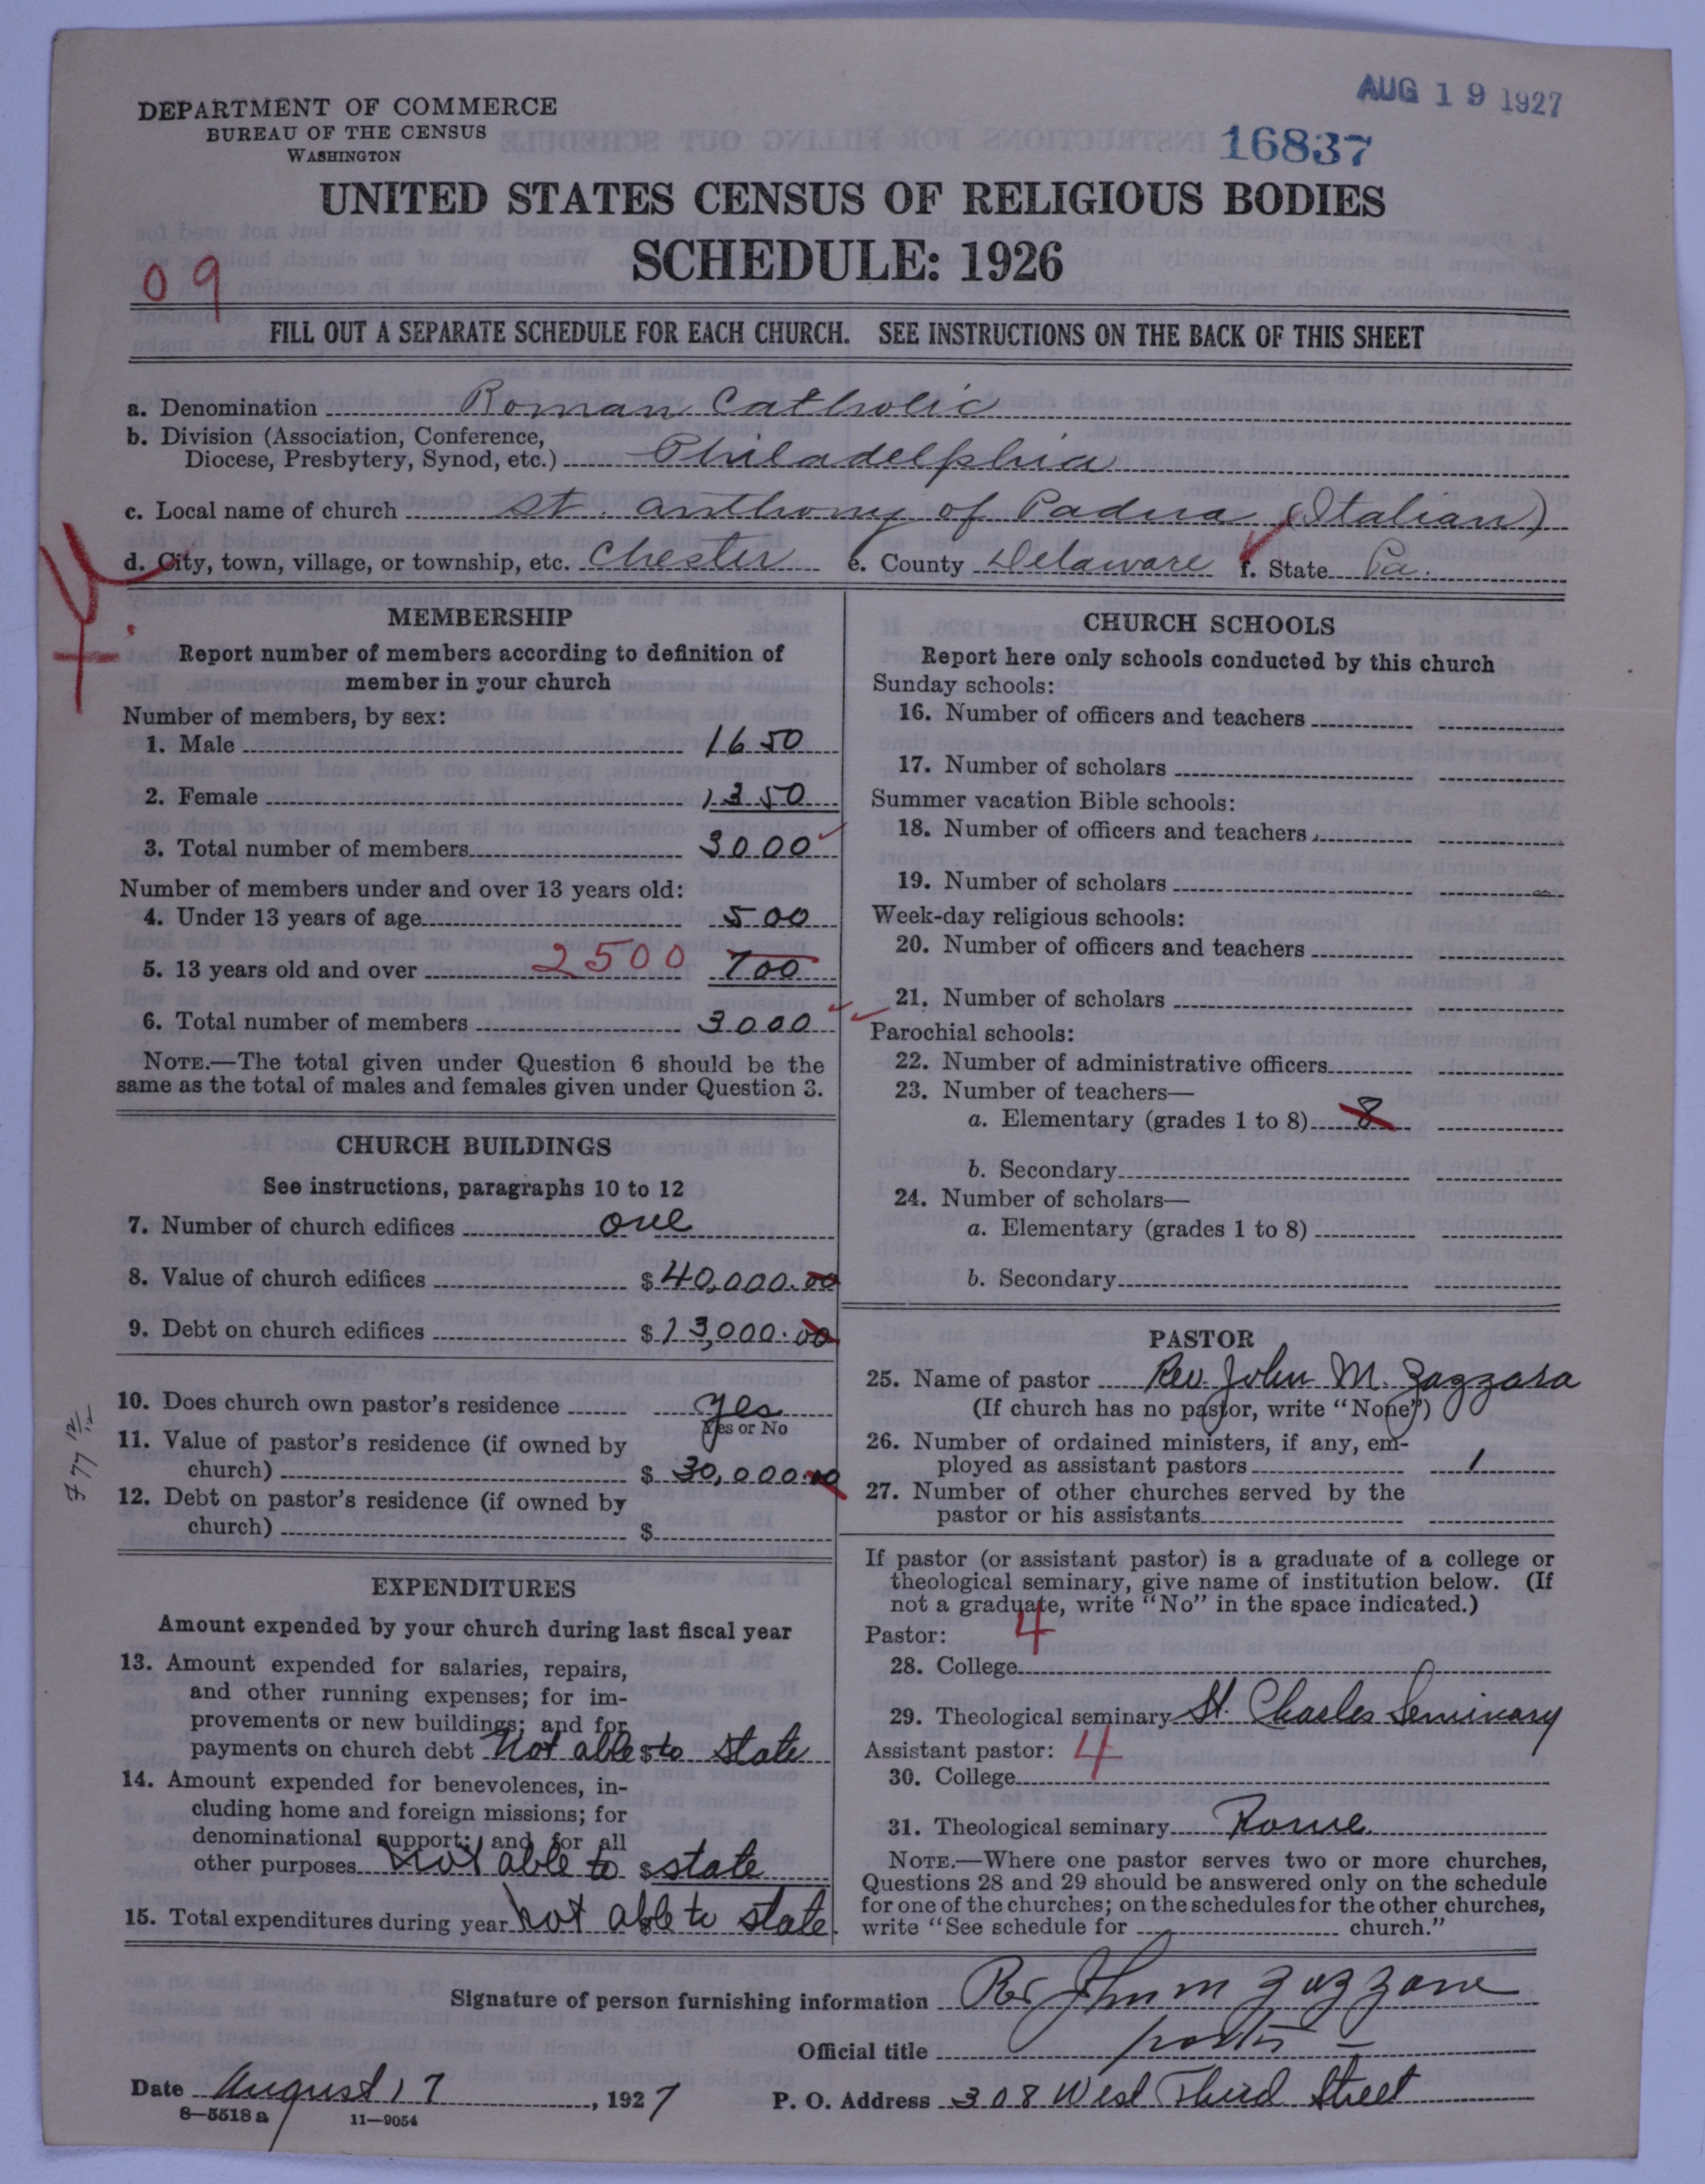 AUG 19 1927
DEPARTMENT OF COMMERCE
BUREAU OF THE CENSUS
WASHINGTON
16837
UNITED STATES CENSUS OF RELIGIOUS BODIES
SCHEDULE: 1926
09
FILL OUT A SEPARATE SCHEDULE FOR EACH CHURCH. SEE INSTRUCTIONS ON THE BACK OF THIS SHEET
a. Denomination Roman Catholic
b. Division (Association, Conference,
Diocese, Presbytery, Synod, etc.) Philadelphia
c. Local name of church St. Anthony of Padua (Italian)
d. City, town, village, or township, etc. Chester e. County Delaware f. State Pa.
MEMBERSHIP
Report number of members according to definition of
member in your church
Number of members, by sex:
1. Male 1650
2. Female 1350
3. Total number of members 3000
Number of members under and over 13 years old:
4. Under 13 years of age 500
5. 13 years old and over 2500 700
6. Total number of members 3000
NOTE.—The total given under Question 6 should be the
same as the total of males and females given under Question 3.
CHURCH BUILDINGS
See instructions, paragraphs 10 to 12
7. Number of church edifices one
8. Value of church edifices $ 40,000.00
9. Debt on church edifices $ 13,000.00
10. Does church own pastor's residence yes
Yes or No
11. Value of pastor's residence (if owned by
church) $ 30,000.00
12. Debt on pastor's residence (if owned by
church) $
EXPENDITURES
Amount expended by your church during last fiscal year
13. Amount expended for salaries, repairs,
and other running expenses; for im-
provements or new buildings; and for
payments on church debt Not able $ to state
14. Amount expended for benevolences, in-
cluding home and foreign missions; for
denominational support; and for all
other purposes Not able to $ state
15. Total expenditures during year not able to state
CHURCH SCHOOLS
Report here only schools conducted by this church
Sunday schools:
16. Number of officers and teachers
17. Number of scholars
Summer vacation Bible schools:
18. Number of officers and teachers
19. Number of scholars
Week-day religious schools:
20. Number of officers and teachers
21. Number of scholars
Parochial schools:
22. Number of administrative officers
23. Number of teachers—
a. Elementary (grades 1 to 8) 8
b. Secondary
24. Number of scholars—
a. Elementary (grades 1 to 8)
b. Secondary
PASTOR
25. Name of pastor Rev. John M. Zazzara
(If church has no pastor, write "None")
26. Number of ordained ministers, if any, em-
ployed as assistant pastors 1
27. Number of other churches served by the
pastor or his assistants
If pastor (or assistant pastor) is a graduate of a college or
theological seminary, give name of institution below. (If
not a graduate, write "No" in the space indicated.)
Pastor: 4
28. College
29. Theological seminary St. Charles Seminary
Assistant pastor: 4
30. College
31. Theological seminary Rome
NOTE.—Where one pastor serves two or more churches,
Questions 28 and 29 should be answered only on the schedule
for one of the churches; on the schedules for the other churches,
write "See schedule for church."
Signature of person furnishing information Rev John M Zazzara
Official title pastor
Date August 17, 1927 P. O. Address 308 West Third Street
8—5518a 11—9054